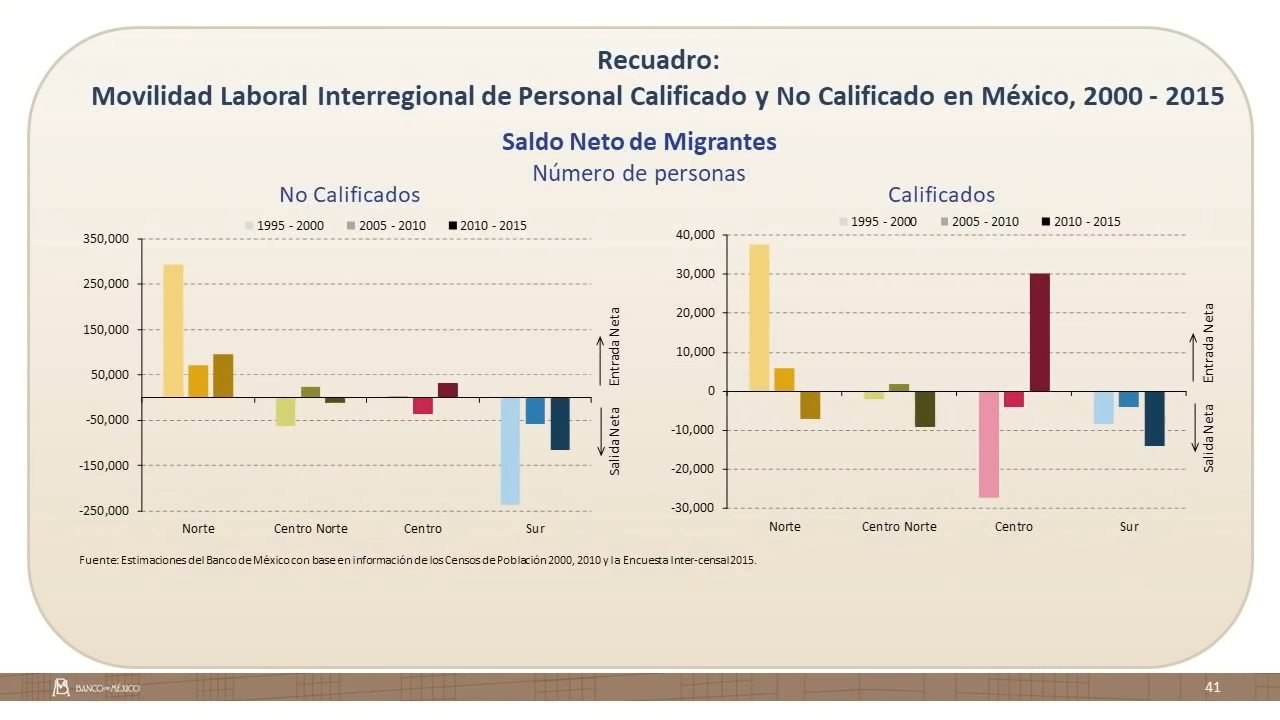 Recuadro:
Movilidad Laboral Interregional de Personal Calificado y No Calificado en México, 2000 - 2015
Saldo Neto de Migrantes
Número de personas
No Calificados
1995 - 2000 2005 - 2010 2010 - 2015
350,000
250,000
150,000
50,000
-50,000
-150,000
-250,000
Norte Centro Norte Centro Sur
Entrada Neta
Salida Neta
Calificados
1995 - 2000 2005 - 2010 2010 - 2015
40,000
30,000
20,000
10,000
0
-10,000
-20,000
-30,000
Norte Centro Norte Centro Sur
Entrada Neta
Salida Neta
Fuente: Estimaciones del Banco de México con base en información de los Censos de Población 2000, 2010 y la Encuesta Inter-censal 2015.
BANCO DE MÉXICO
41